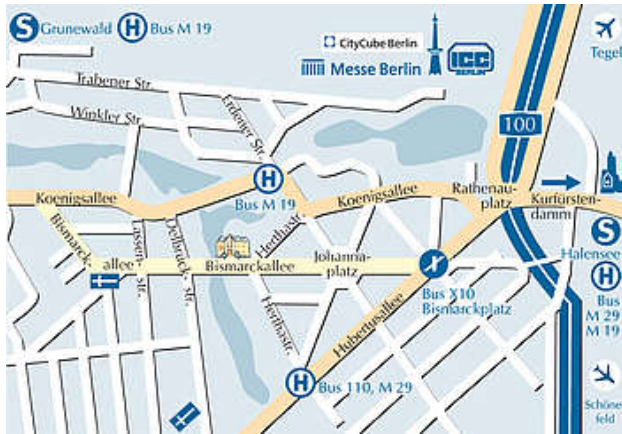 S Grunewald H Bus M 19
CityCube Berlin
Messe Berlin
ICC
BERLIN
Tegel
Trabener Str.
Winkler Str.
Erdener Str.
100
H
Bus M 19
Koenigsallee
Koenigsallee
Rathenau-
platz
Kurfürsten-
damm
S
Halensee
H
Bus
M 29
M 19
Bismarck-
allee
Bismarckallee
Delbrück-
str.
Herthastr.
Johanna-
platz
Bus X10
Bismarckplatz
Herthastr.
Hubertusallee
H Bus 110, M 29
Schöne
feld